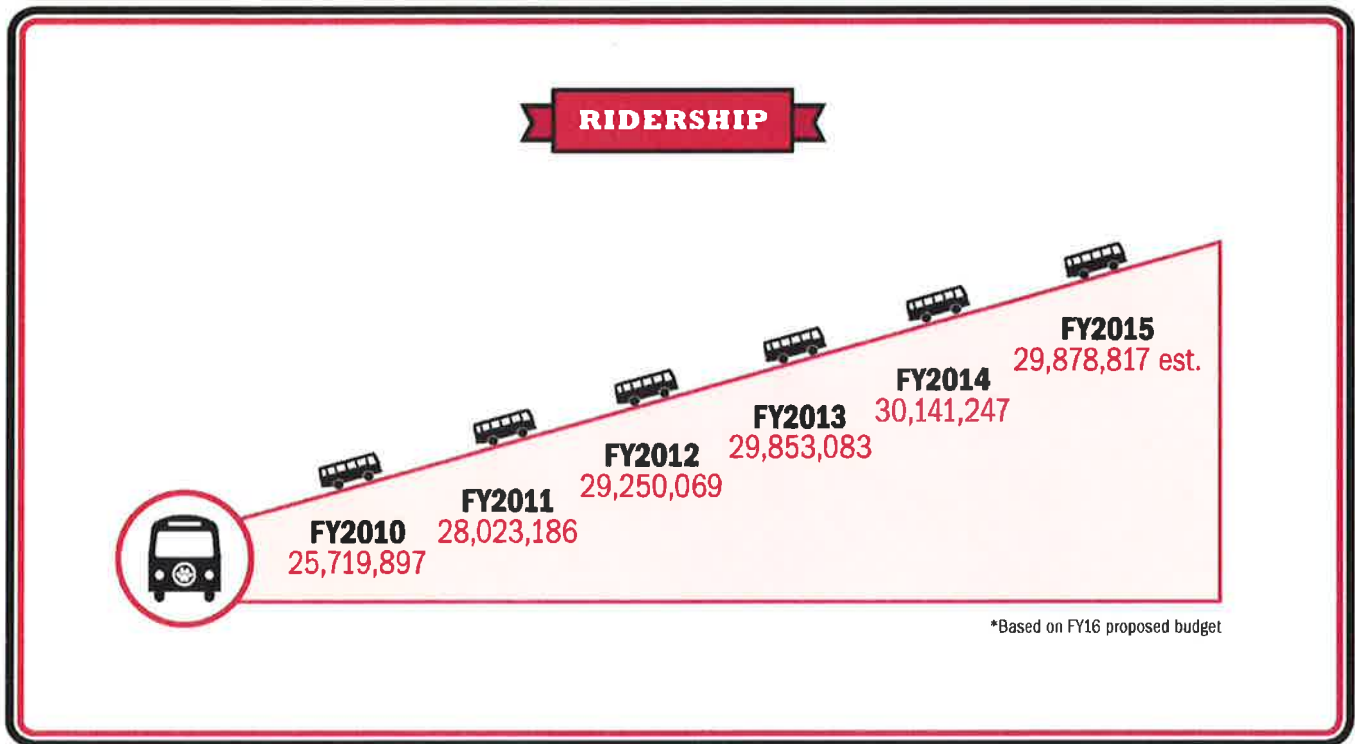 RIDERSHIP
FY2010
25,719,897
FY2011
28,023,186
FY2012
29,250,069
FY2013
29,853,083
FY2014
30,141,247
FY2015
29,878,817 est.
*Based on FY16 proposed budget